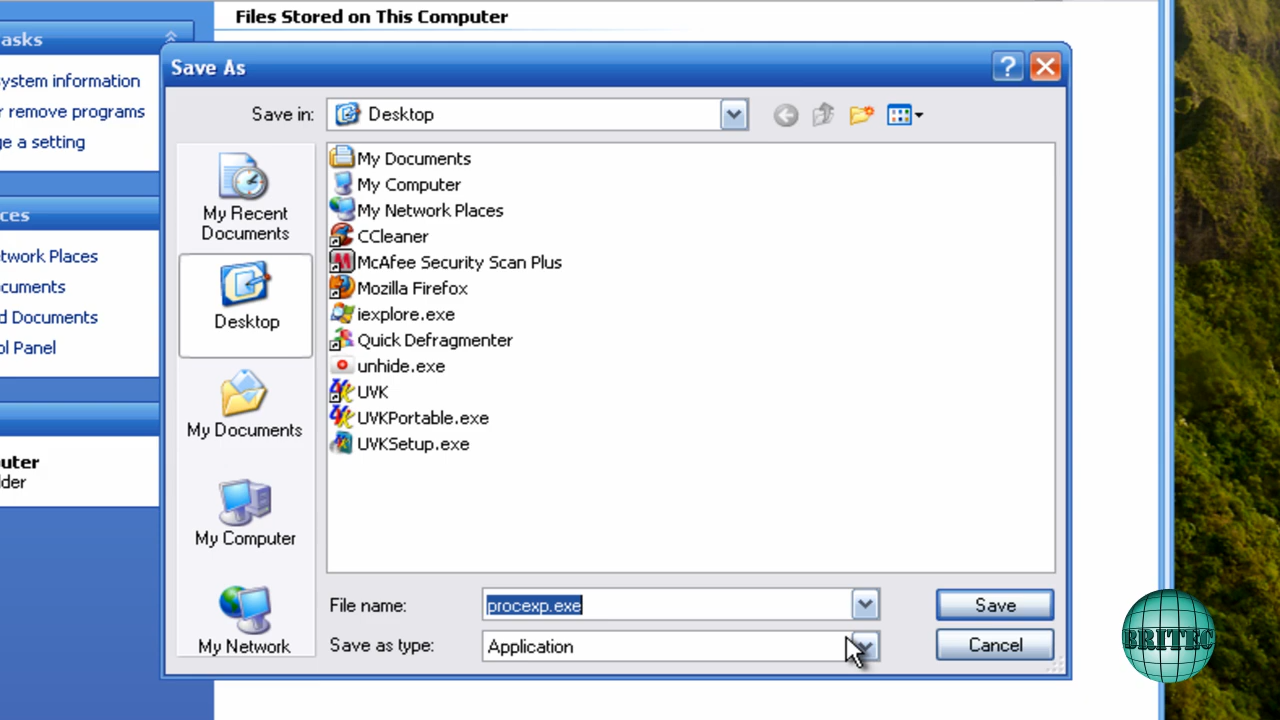 Files Stored on This Computer
asks
ystem information
r remove programs
ge a setting
ces
twork Places
cuments
d Documents
ol Panel
uter
der
Save As
?
Save in:
Desktop
My Recent
Documents
Desktop
My Documents
My Computer
My Network
My Documents
My Computer
My Network Places
CCleaner
McAfee Security Scan Plus
Mozilla Firefox
iexplore.exe
Quick Defragmenter
unhide.exe
UVK
UVKPortable.exe
UVKSetup.exe
File name:
procexp.exe
Save
Save as type:
Application
Cancel
BRITEC